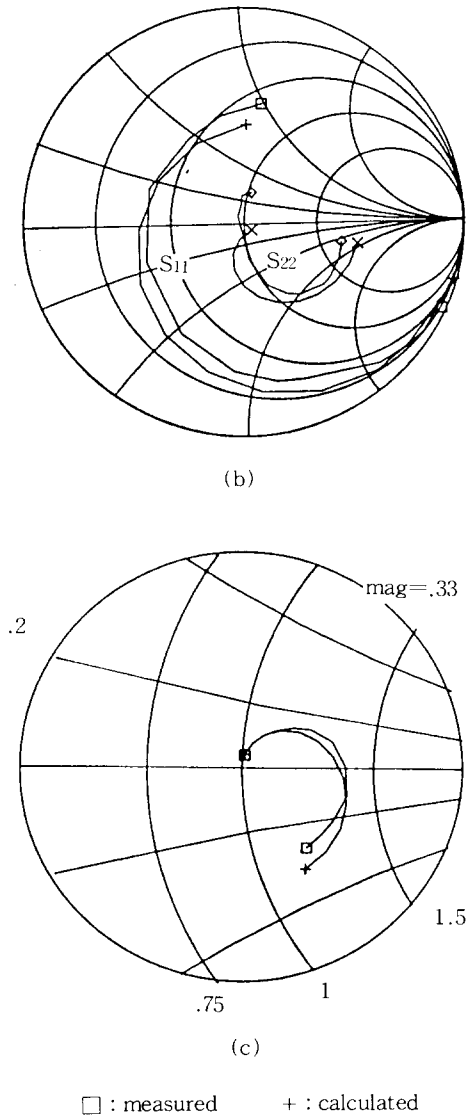 S11
S22
(b)
mag=.33
.2
1.5
1
.75
(c)
□ : measured + : calculated